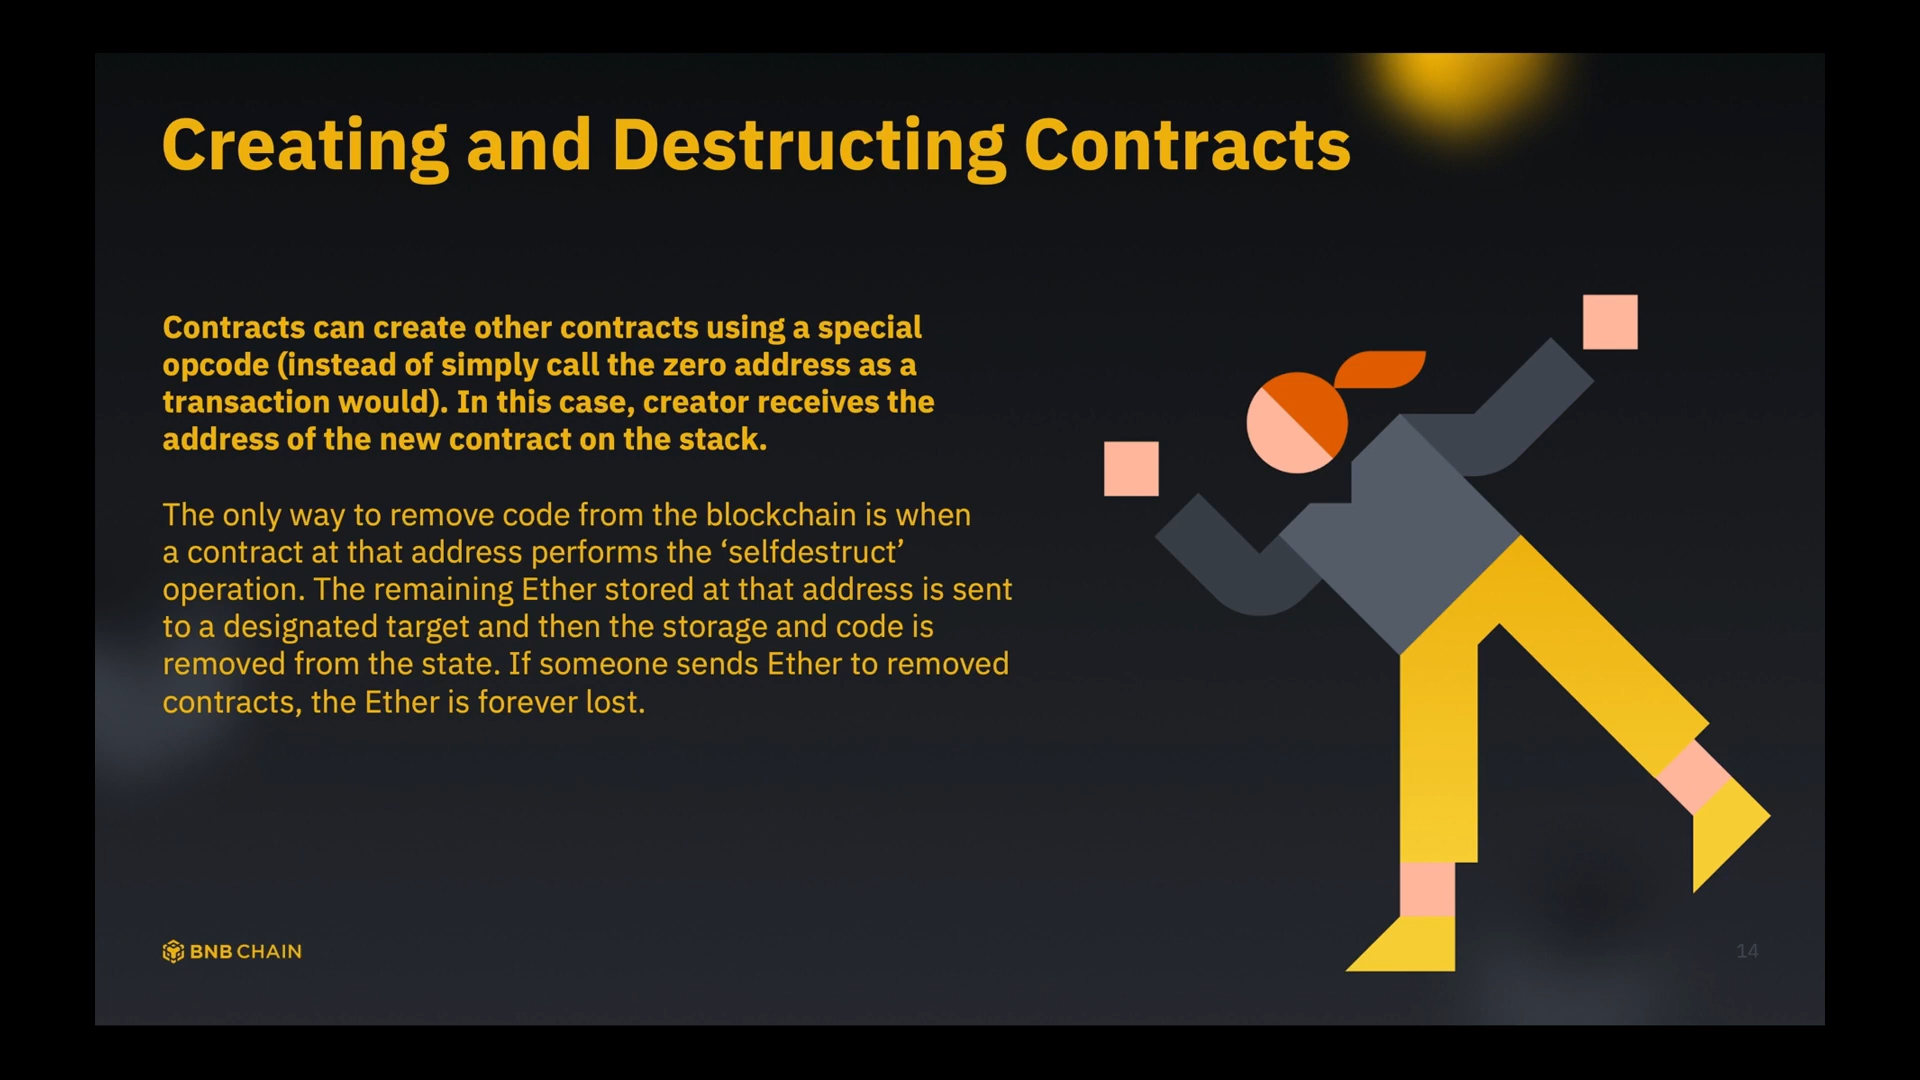 Creating and Destructing Contracts
Contracts can create other contracts using a special
opcode (instead of simply call the zero address as a
transaction would). In this case, creator receives the
address of the new contract on the stack.
The only way to remove code from the blockchain is when
a contract at that address performs the ‘selfdestruct’
operation. The remaining Ether stored at that address is sent
to a designated target and then the storage and code is
removed from the state. If someone sends Ether to removed
contracts, the Ether is forever lost.
BNB CHAIN
14